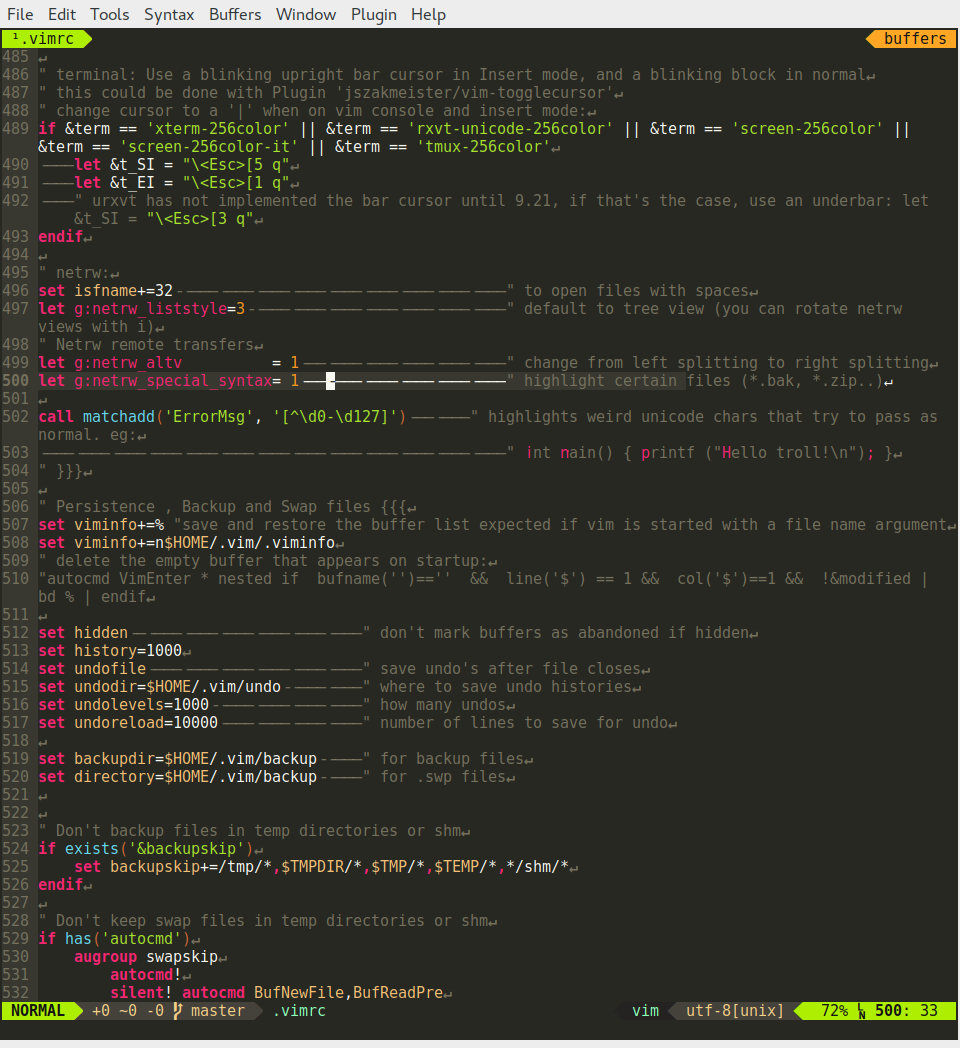 File Edit Tools Syntax Buffers Window Plugin Help
¹.vimrc buffers
485 ↵
486 " terminal: Use a blinking upright bar cursor in Insert mode, and a blinking block in normal↵
487 " this could be done with Plugin 'jszakmeister/vim-togglecursor'↵
488 " change cursor to a '|' when on vim console and insert mode:↵
489 if &term == 'xterm-256color' || &term == 'rxvt-unicode-256color' || &term == 'screen-256color' ||
&term == 'screen-256color-it' || &term == 'tmux-256color'↵
490 ————let &t_SI = "\<Esc>[5 q"↵
491 ————let &t_EI = "\<Esc>[1 q"↵
492 ————" urxvt has not implemented the bar cursor until 9.21, if that's the case, use an underbar: let
&t_SI = "\<Esc>[3 q"↵
493 endif↵
494 ↵
495 " netrw:↵
496 set isfname+=32-———— ———— ———— ———— ———— ———— ———— ————" to open files with spaces↵
497 let g:netrw_liststyle=3-———— ———— ———— ———— ———— ———— ————" default to tree view (you can rotate netrw
views with i)↵
498 " Netrw remote transfers↵
499 let g:netrw_altv          = 1———— ———— ———— ———— ———— ————" change from left splitting to right splitting↵
500 let g:netrw_special_syntax= 1———— ———— ———— ———— ———— ————" highlight certain files (*.bak, *.zip..)↵
501 ↵
502 call matchadd('ErrorMsg', '[^\d0-\d127]')——— ————" highlights weird unicode chars that try to pass as
normal. eg:↵
503 ———— ———— ———— ———— ———— ———— ———— ———— ———— ———— ———— ———— ————" int nain() { printf ("Hello troll!\n"); }↵
504 " }}}↵
505 ↵
506 " Persistence , Backup and Swap files {{{↵
507 set viminfo+=% "save and restore the buffer list expected if vim is started with a file name argument↵
508 set viminfo+=n$HOME/.vim/.viminfo↵
509 " delete the empty buffer that appears on startup:↵
510 "autocmd VimEnter * nested if  bufname('')==''  &&  line('$') == 1 &&  col('$')==1 &&  !&modified |
bd % | endif↵
511 ↵
512 set hidden—— ———— ———— ———— ———— ———— ————" don't mark buffers as abandoned if hidden↵
513 set history=1000↵
514 set undofile———— ———— ———— ———— ———— ————" save undo's after file closes↵
515 set undodir=$HOME/.vim/undo-———— ————" where to save undo histories↵
516 set undolevels=1000-———— ———— ———— ————" how many undos↵
517 set undoreload=10000———— ———— ———— ————" number of lines to save for undo↵
518 ↵
519 set backupdir=$HOME/.vim/backup-————" for backup files↵
520 set directory=$HOME/.vim/backup-————" for .swp files↵
521 ↵
522 ↵
523 " Don't backup files in temp directories or shm↵
524 if exists('&backupskip')↵
525     set backupskip+=/tmp/*,$TMPDIR/*,$TMP/*,$TEMP/*,*/shm/*↵
526 endif↵
527 ↵
528 " Don't keep swap files in temp directories or shm↵
529 if has('autocmd')↵
530     augroup swapskip↵
531         autocmd!↵
532         silent! autocmd BufNewFile,BufReadPre↵
NORMAL +0 ~0 -0 master .vimrc vim utf-8[unix] 72% 500: 33